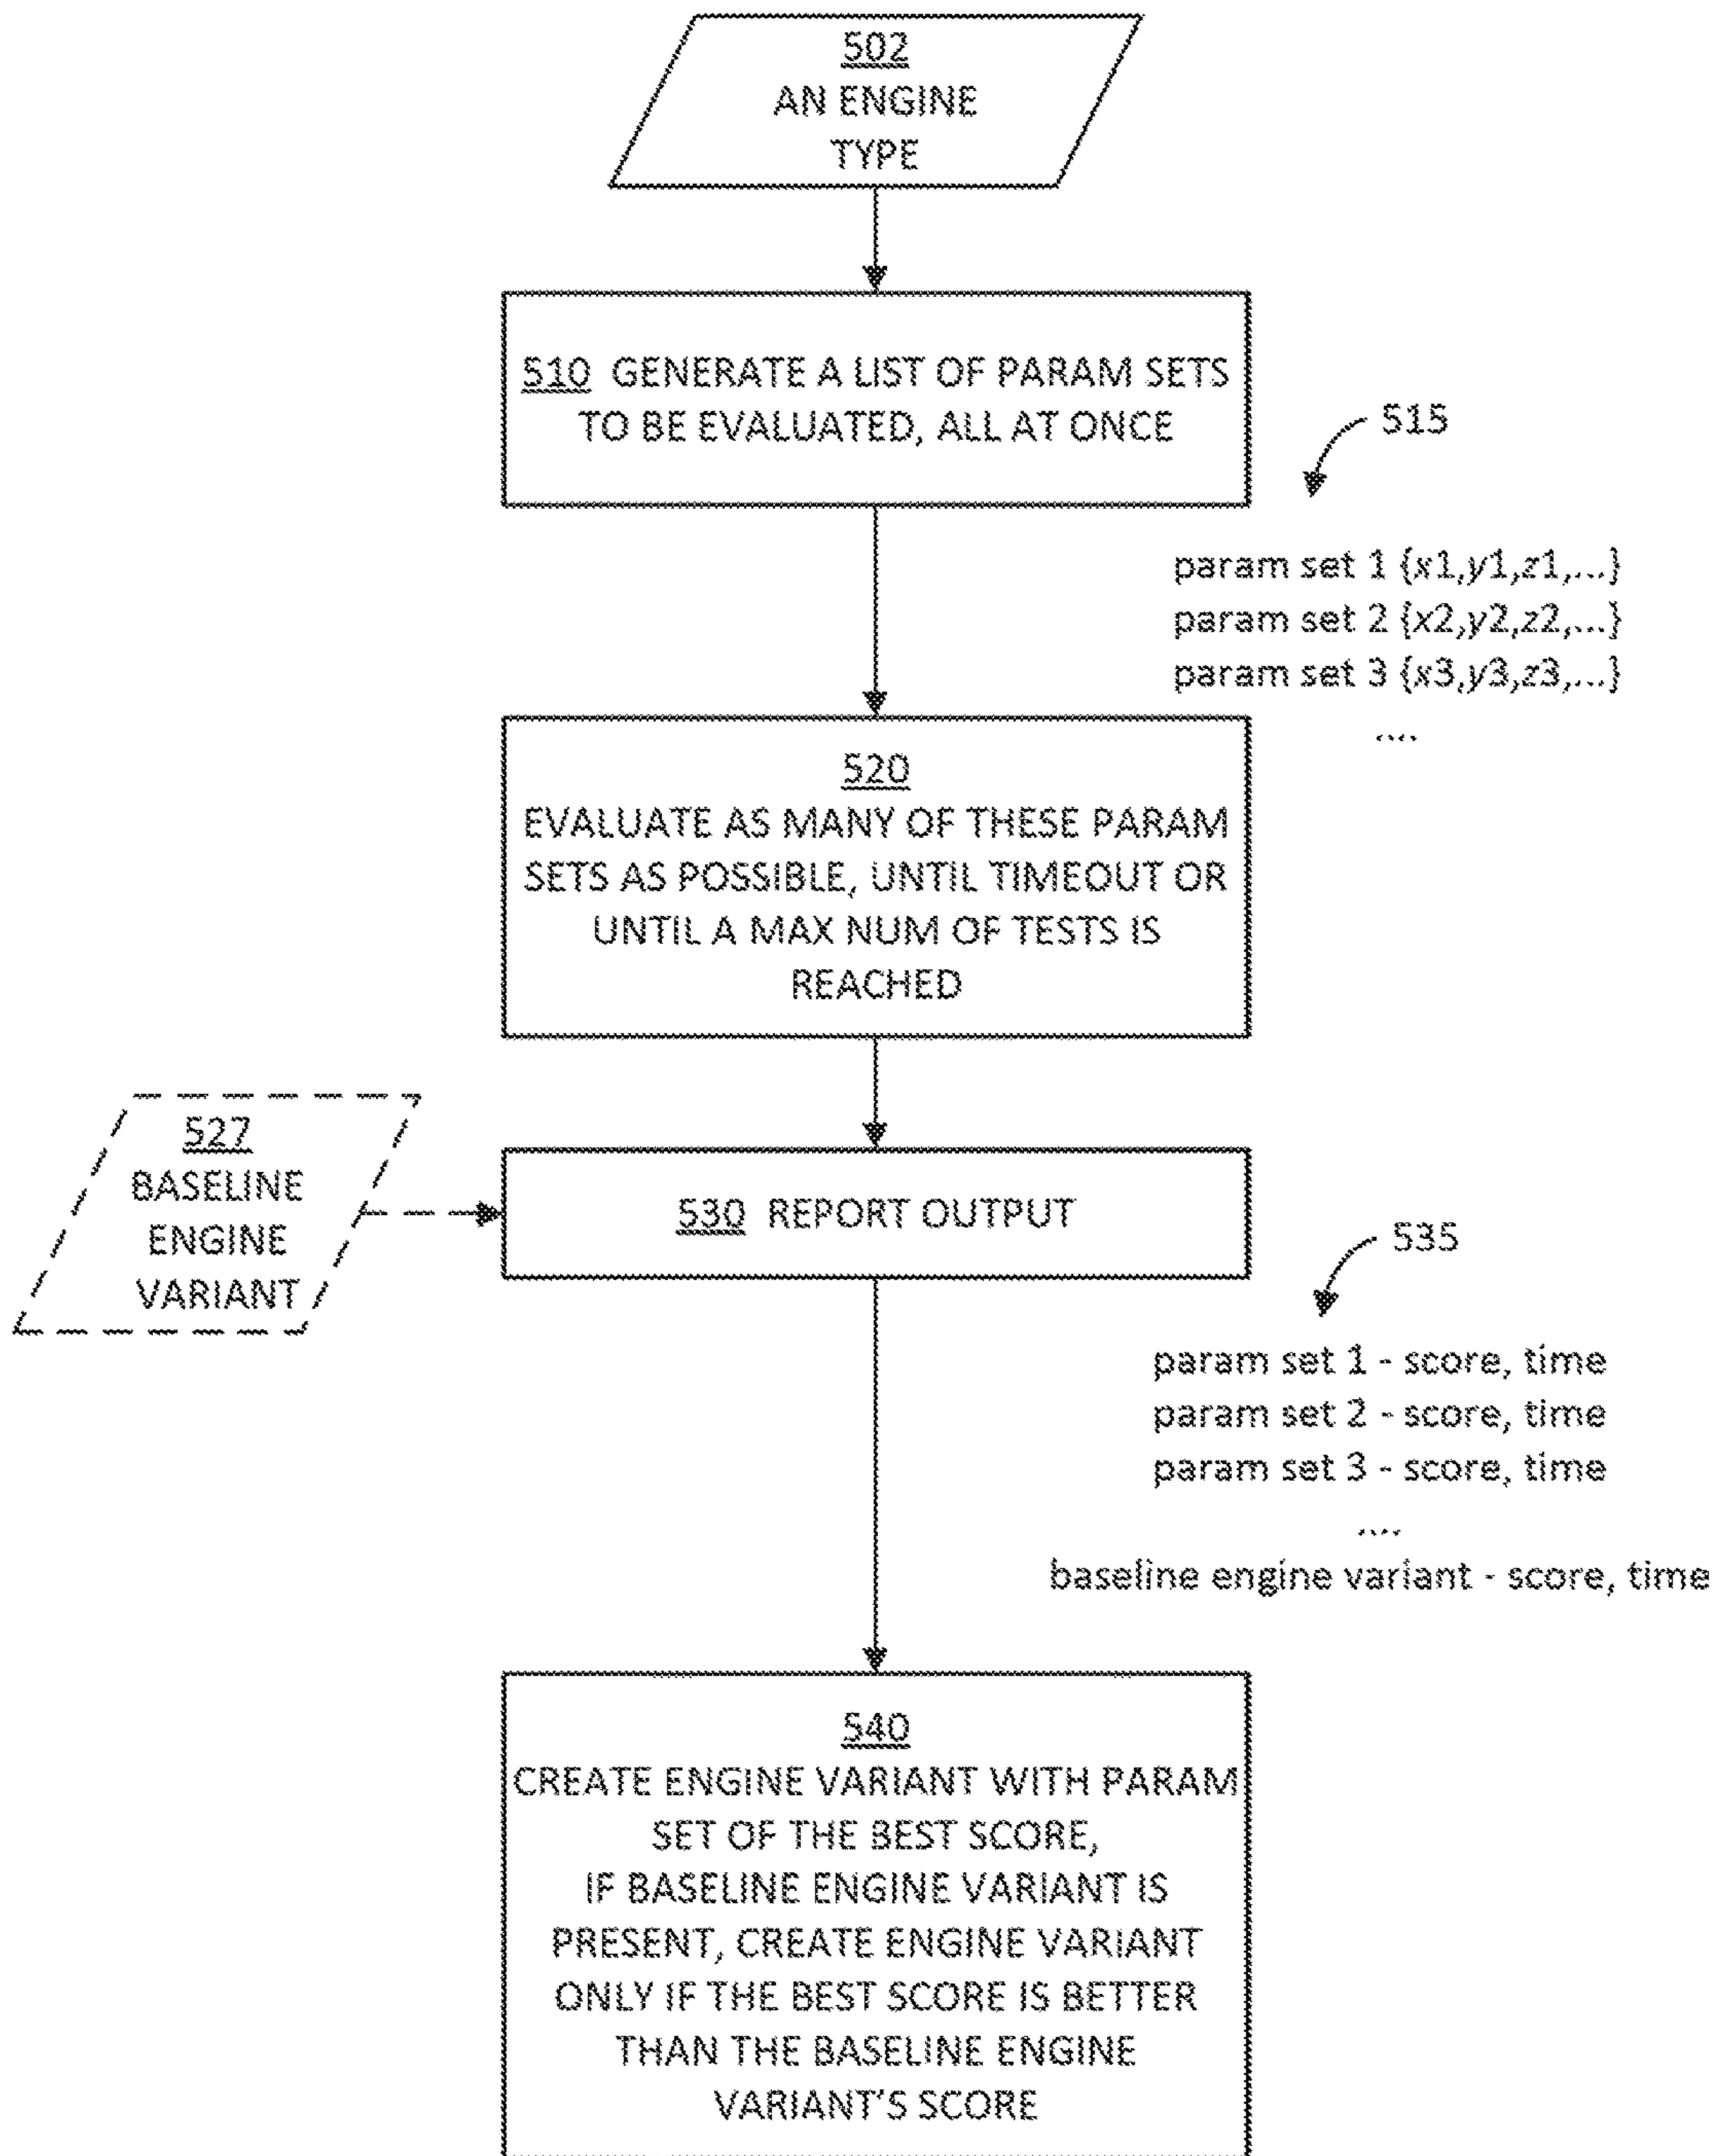 502
AN ENGINE
TYPE
510 GENERATE A LIST OF PARAM SETS
TO BE EVALUATED, ALL AT ONCE
515
param set 1 {x1,y1,z1,...}
param set 2 {x2,y2,z2,...}
param set 3 {x3,y3,z3,...}
....
520
EVALUATE AS MANY OF THESE PARAM
SETS AS POSSIBLE, UNTIL TIMEOUT OR
UNTIL A MAX NUM OF TESTS IS
REACHED
527
BASELINE
ENGINE
VARIANT
530 REPORT OUTPUT
535
param set 1 - score, time
param set 2 - score, time
param set 3 - score, time
....
baseline engine variant - score, time
540
CREATE ENGINE VARIANT WITH PARAM
SET OF THE BEST SCORE,
IF BASELINE ENGINE VARIANT IS
PRESENT, CREATE ENGINE VARIANT
ONLY IF THE BEST SCORE IS BETTER
THAN THE BASELINE ENGINE
VARIANT'S SCORE